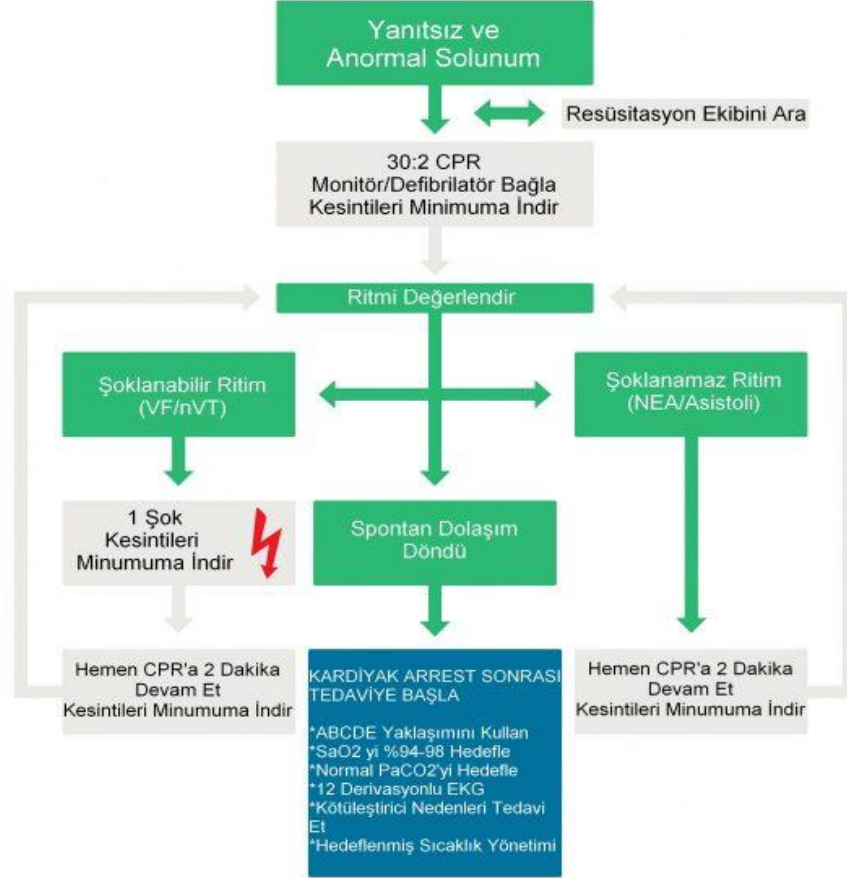 Yanıtsız ve
Anormal Solunum
Resüsitasyon Ekibini Ara
30:2 CPR
Monitör/Defibrilatör Bağla
Kesintileri Minimuma İndir
Ritmi Değerlendir
Şoklanabilir Ritim
(VF/nVT)
Şoklanamaz Ritim
(NEA/Asistoli)
1 Şok
Kesintileri
Minumuma İndir
Spontan Dolaşım
Döndü
Hemen CPR'a 2 Dakika
Devam Et
Kesintileri Minumuma İndir
KARDİYAK ARREST SONRASI
TEDAVİYE BAŞLA
*ABCDE Yaklaşımını Kullan
*SaO2 yi %94-98 Hedefle
*Normal PaCO2'yi Hedefle
*12 Derivasyonlu EKG
*Kötüleştirici Nedenleri Tedavi
Et
*Hedeflenmiş Sıcaklık Yönetimi
Hemen CPR'a 2 Dakika
Devam Et
Kesintileri Minumuma İndir